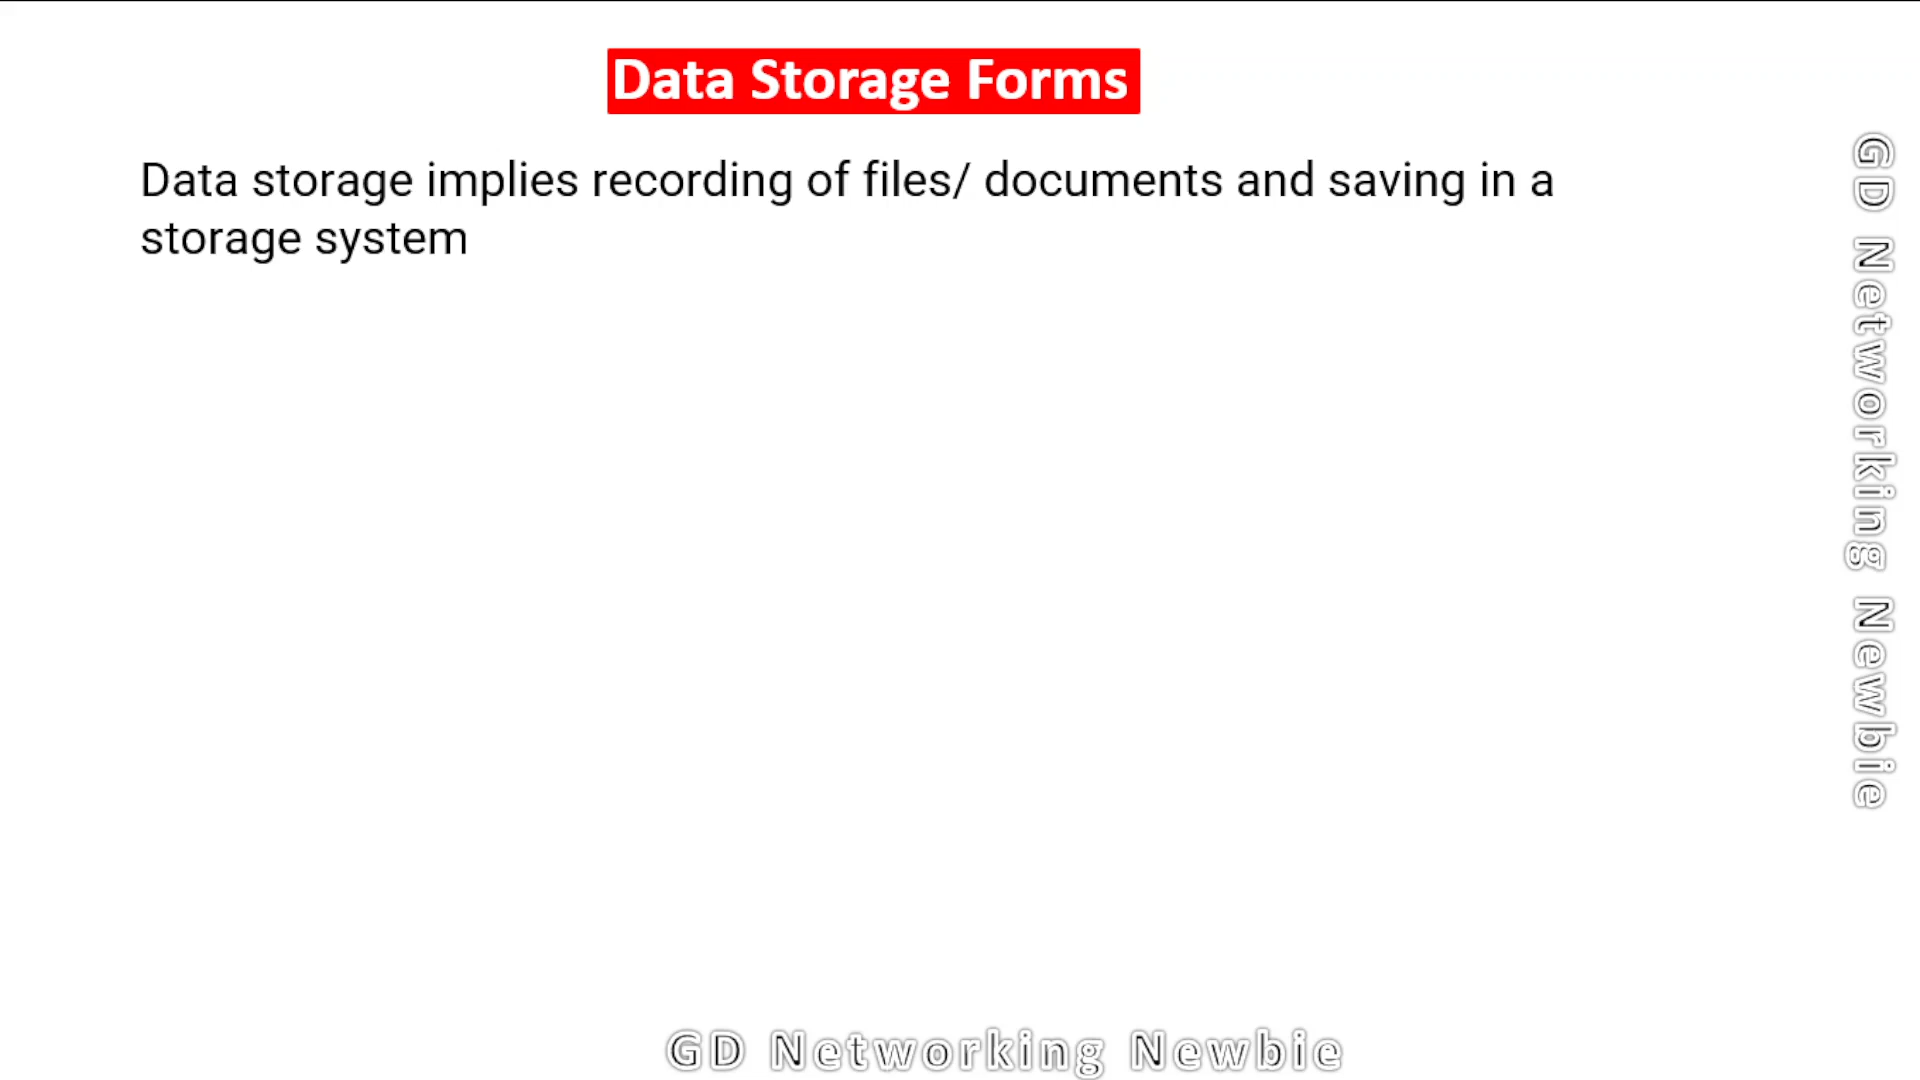 Data Storage Forms
Data storage implies recording of files/ documents and saving in a
storage system
GD Networking Newbie
GD Networking Newbie